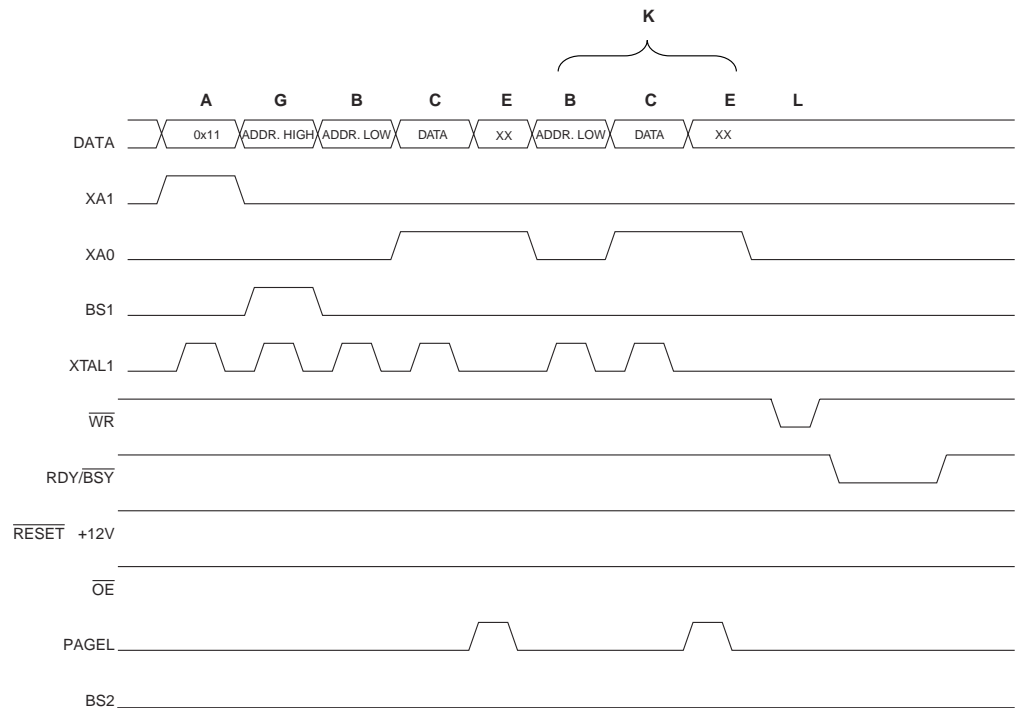 K
A G B C E B C E L
DATA 0x11 ADDR. HIGH ADDR. LOW DATA XX ADDR. LOW DATA XX
XA1
XA0
BS1
XTAL1
WR
RDY/BSY
RESET +12V
OE
PAGEL
BS2